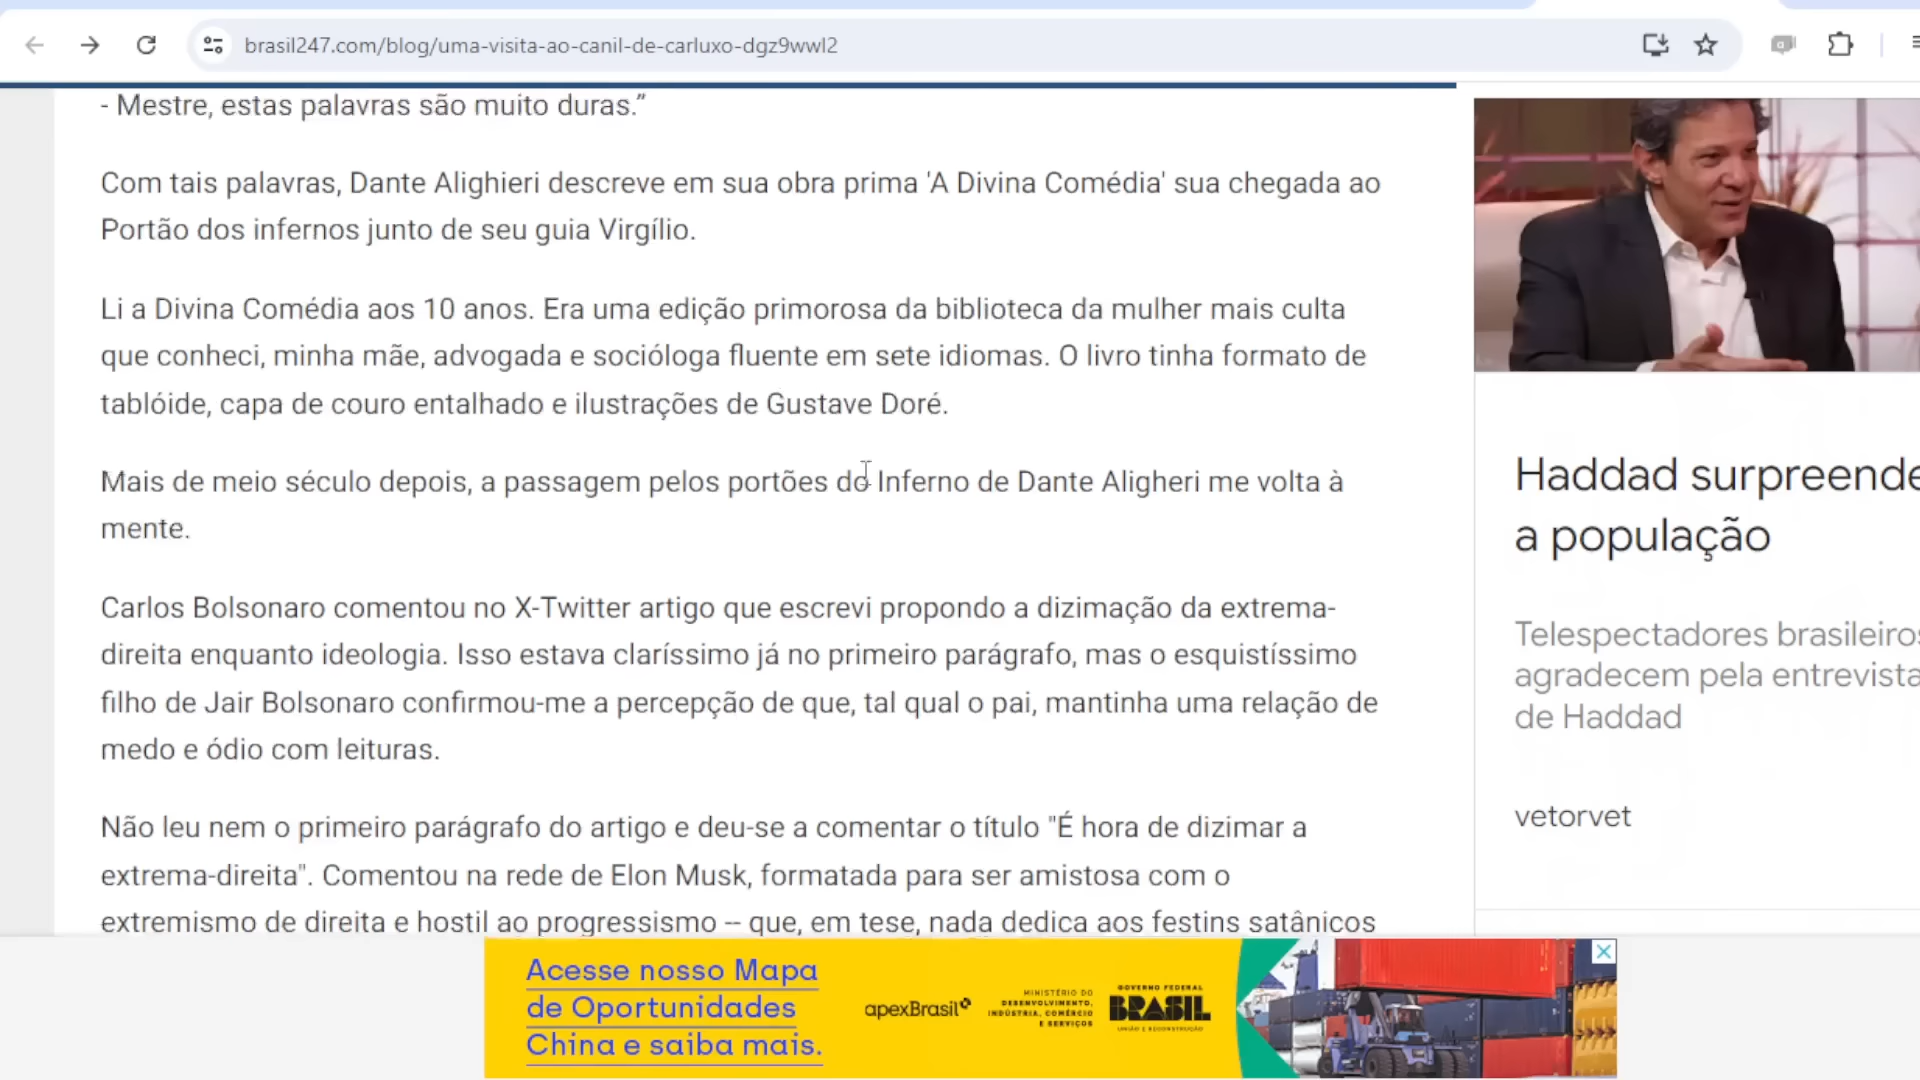 brasil247.com/blog/uma-visita-ao-canil-de-carluxo-dgz9wwl2
- Mestre, estas palavras são muito duras.”
Com tais palavras, Dante Alighieri descreve em sua obra prima 'A Divina Comédia' sua chegada ao
Portão dos infernos junto de seu guia Virgílio.
Li a Divina Comédia aos 10 anos. Era uma edição primorosa da biblioteca da mulher mais culta
que conheci, minha mãe, advogada e socióloga fluente em sete idiomas. O livro tinha formato de
tablóide, capa de couro entalhado e ilustrações de Gustave Doré.
Mais de meio século depois, a passagem pelos portões do Inferno de Dante Aligheri me volta à
mente.
Carlos Bolsonaro comentou no X-Twitter artigo que escrevi propondo a dizimação da extrema-
direita enquanto ideologia. Isso estava claríssimo já no primeiro parágrafo, mas o esquistíssimo
filho de Jair Bolsonaro confirmou-me a percepção de que, tal qual o pai, mantinha uma relação de
medo e ódio com leituras.
Não leu nem o primeiro parágrafo do artigo e deu-se a comentar o título "É hora de dizimar a
extrema-direita". Comentou na rede de Elon Musk, formatada para ser amistosa com o
extremismo de direita e hostil ao progressismo -- que, em tese, nada dedica aos festins satânicos
Haddad surpreende
a população
Telespectadores brasileiros
agradecem pela entrevista
de Haddad
vetorvet
Acesse nosso Mapa
de Oportunidades
China e saiba mais.
apexBrasil
MINISTÉRIO DO
DESENVOLVIMENTO,
INDÚSTRIA, COMÉRCIO
E SERVIÇOS
GOVERNO FEDERAL
BRASIL
UNIÃO E RECONSTRUÇÃO